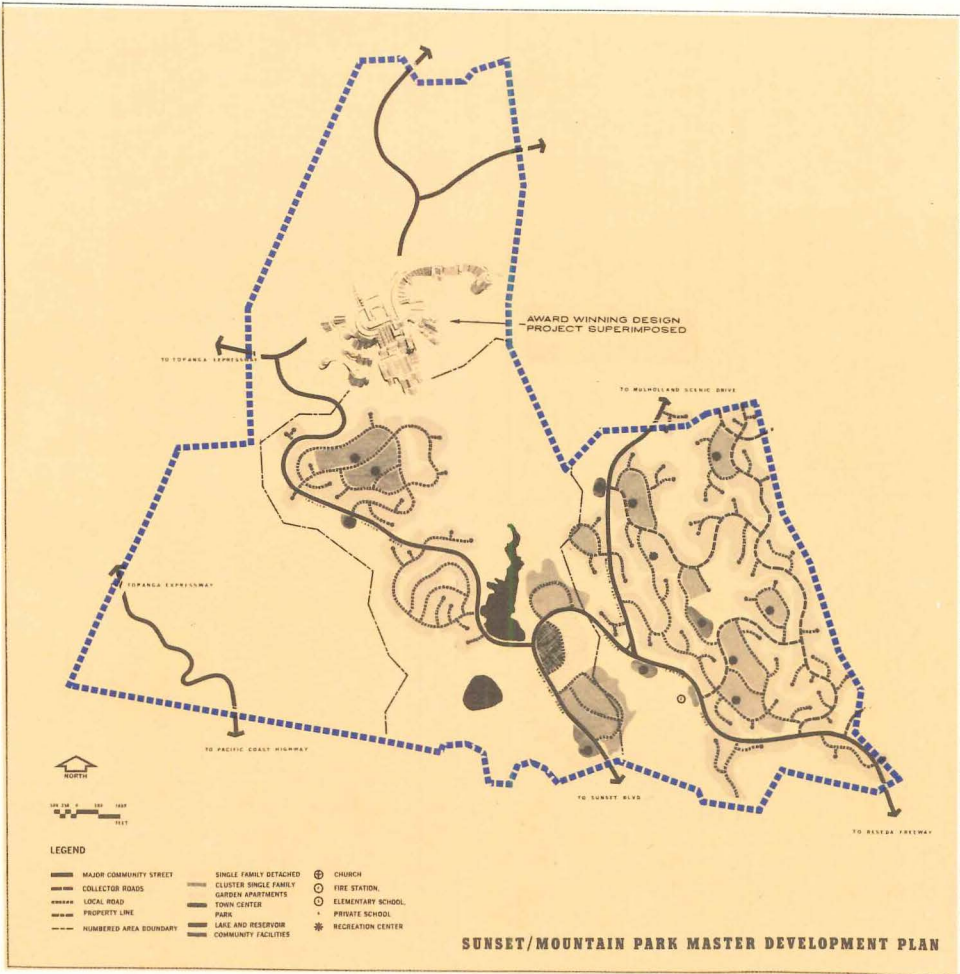 AWARD WINNING DESIGN
PROJECT SUPERIMPOSED
TO TOPANGA EXPRESSWAY
TO MULHOLLAND SCENIC DRIVE
TOPANGA EXPRESSWAY
TO PACIFIC COAST HIGHWAY
TO SUNSET BLVD
TO RESEDA FREEWAY
NORTH
FEET
LEGEND
MAJOR COMMUNITY STREET
COLLECTOR ROADS
LOCAL ROAD
PROPERTY LINE
NUMBERED AREA BOUNDARY
SINGLE FAMILY DETACHED
CLUSTER SINGLE FAMILY
GARDEN APARTMENTS
TOWN CENTER
PARK
LAKE AND RESERVOIR
COMMUNITY FACILITIES
CHURCH
FIRE STATION,
ELEMENTARY SCHOOL,
PRIVATE SCHOOL
RECREATION CENTER
SUNSET/MOUNTAIN PARK MASTER DEVELOPMENT PLAN